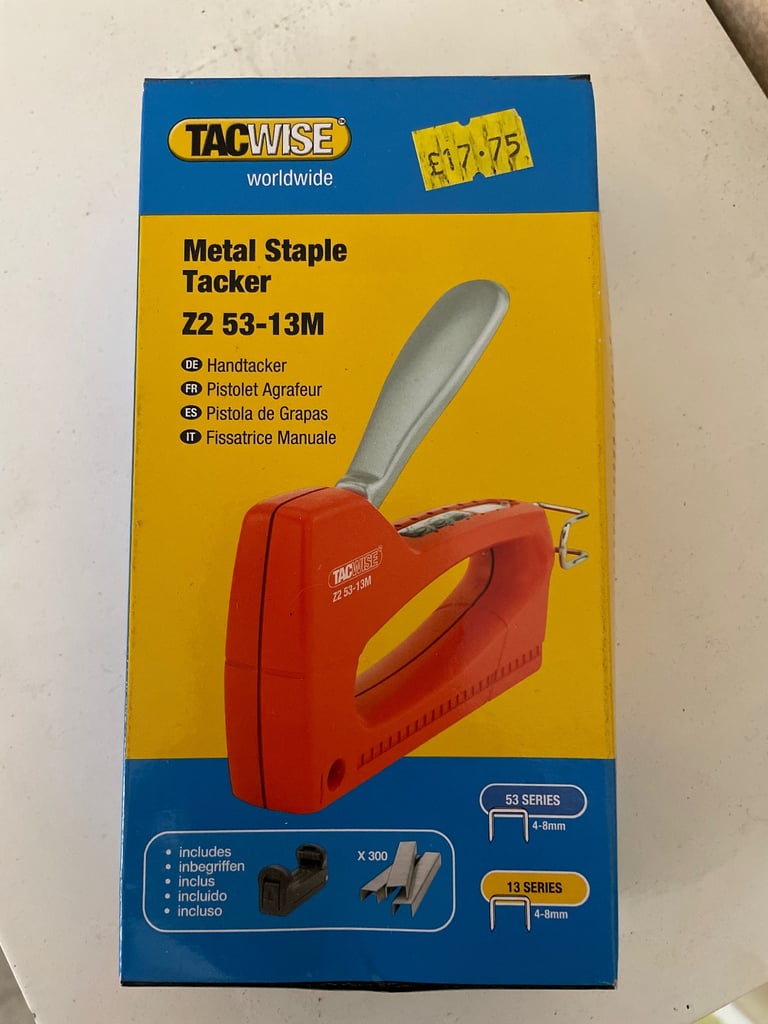 TACWISE
worldwide
£17.75
Metal Staple
Tacker
Z2 53-13M
DE Handtacker
FR Pistolet Agrafeur
ES Pistola de Grapas
IT Fissatrice Manuale
TACWISE
Z2 53-13M
53 SERIES
4-8mm
• includes
• inbegriffen
• inclus
• incluido
• incluso
X 300
13 SERIES
4-8mm